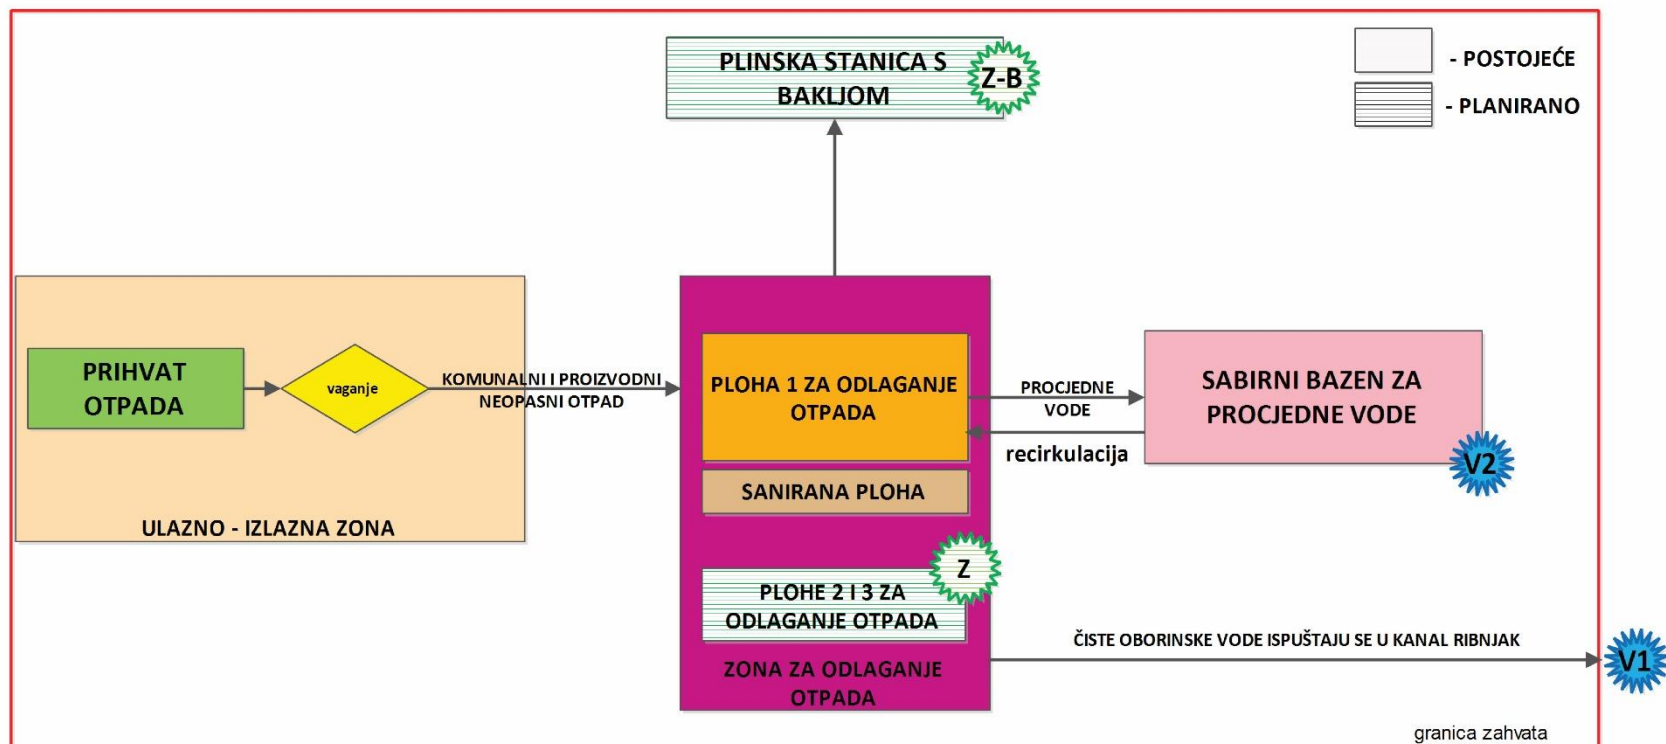 PLINSKA STANICA S
BAKLJOM
Z-B
- POSTOJEĆE
- PLANIRANO
PRIHVAT
OTPADA
vaganje
KOMUNALNI I PROIZVODNI
NEOPASNI OTPAD
ULAZNO - IZLAZNA ZONA
PLOHA 1 ZA ODLAGANJE
OTPADA
SANIRANA PLOHA
Z
PLOHE 2 I 3 ZA
ODLAGANJE OTPADA
ZONA ZA ODLAGANJE
OTPADA
PROCJEDNE
VODE
recirkulacija
SABIRNI BAZEN ZA
PROCJEDNE VODE
V2
ČISTE OBORINSKE VODE ISPUŠTAJU SE U KANAL RIBNJAK
V1
granica zahvata